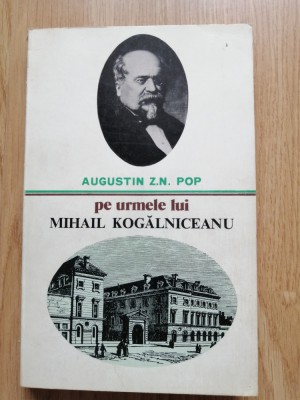 AUGUSTIN Z.N. POP
pe urmele lui
MIHAIL KOGĂLNICEANU